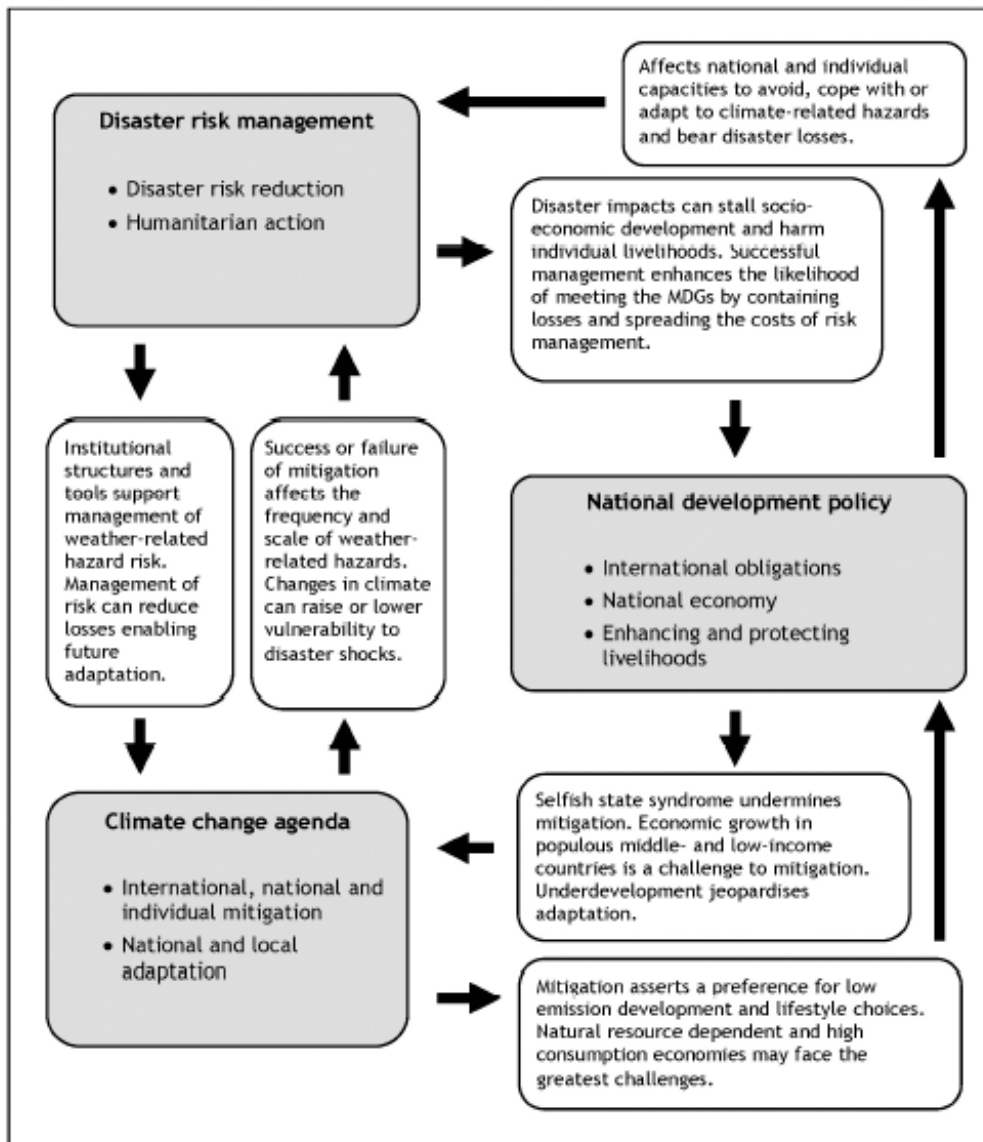 Affects national and individual
capacities to avoid, cope with or
adapt to climate-related hazards
and bear disaster losses.
Disaster risk management
• Disaster risk reduction
• Humanitarian action
Disaster impacts can stall socio-
economic development and harm
individual livelihoods. Successful
management enhances the likelihood
of meeting the MDGs by containing
losses and spreading the costs of risk
management.
Institutional
structures and
tools support
management of
weather-related
hazard risk.
Management of
risk can reduce
losses enabling
future
adaptation.
Success or failure
of mitigation
affects the
frequency and
scale of weather-
related hazards.
Changes in climate
can raise or lower
vulnerability to
disaster shocks.
National development policy
• International obligations
• National economy
• Enhancing and protecting
livelihoods
Climate change agenda
• International, national and
individual mitigation
• National and local
adaptation
Selfish state syndrome undermines
mitigation. Economic growth in
populous middle- and low-income
countries is a challenge to mitigation.
Underdevelopment jeopardises
adaptation.
Mitigation asserts a preference for low
emission development and lifestyle choices.
Natural resource dependent and high
consumption economies may face the
greatest challenges.